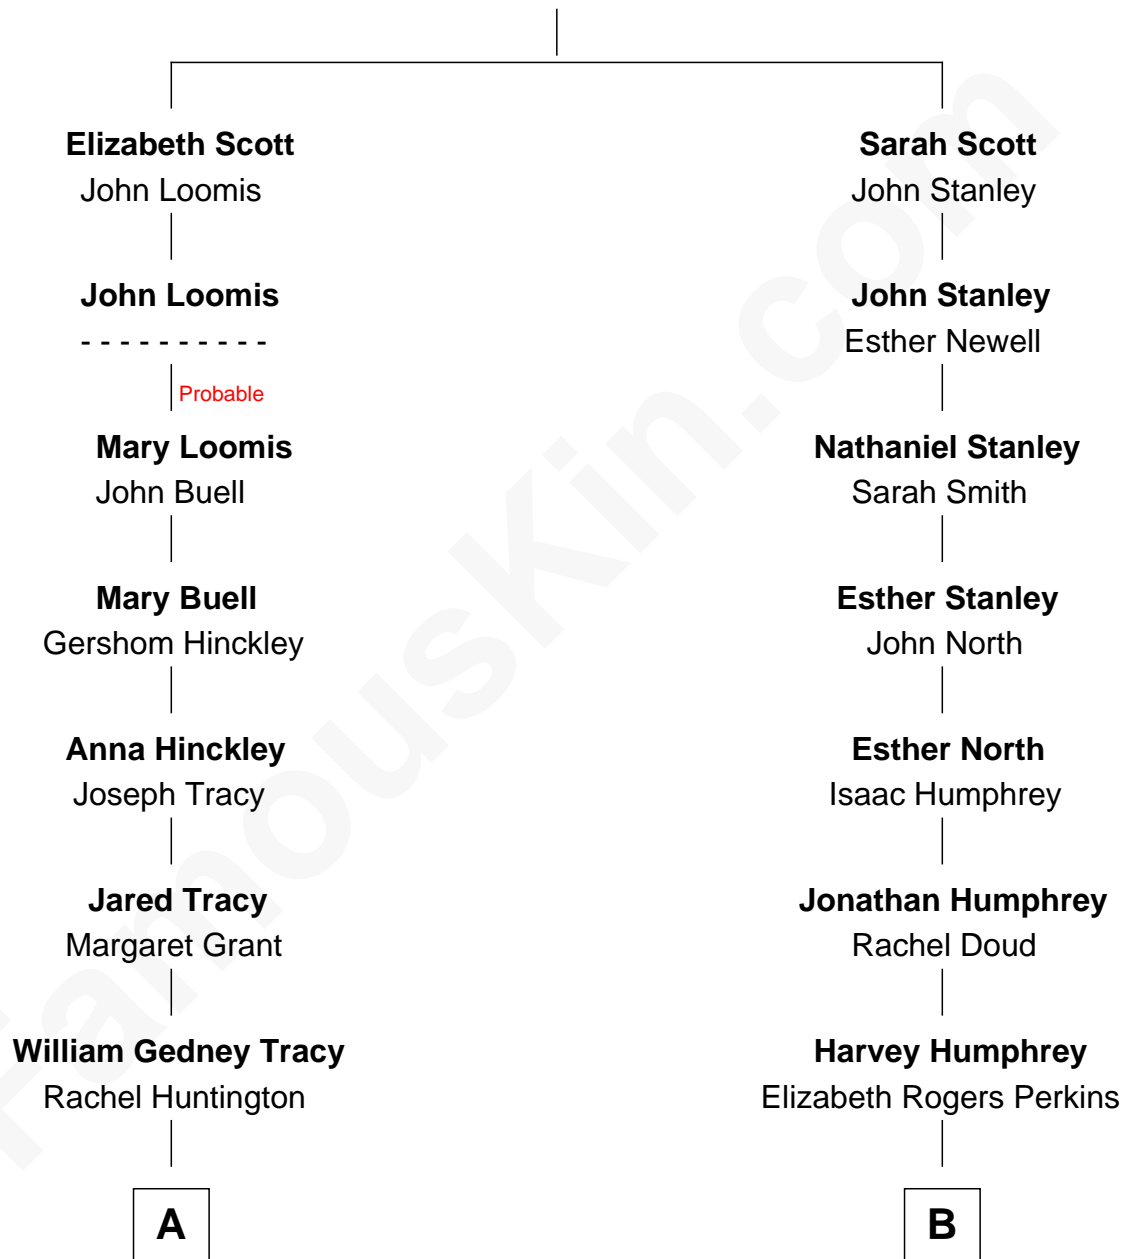 Elizabeth Scott
John Loomis
John Loomis
- - - - - - - - - -
Probable
Mary Loomis
John Buell
Mary Buell
Gershom Hinckley
Anna Hinckley
Joseph Tracy
Jared Tracy
Margaret Grant
William Gedney Tracy
Rachel Huntington
A
Sarah Scott
John Stanley
John Stanley
Esther Newell
Nathaniel Stanley
Sarah Smith
Esther Stanley
John North
Esther North
Isaac Humphrey
Jonathan Humphrey
Rachel Doud
Harvey Humphrey
Elizabeth Rogers Perkins
B
FamousKin.com